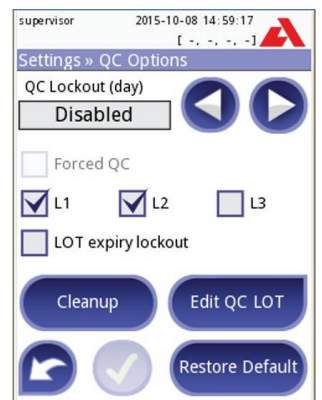 supervisor 2015-10-08 14:59:17
[ -, -, -, -]
Settings » QC Options
QC Lockout (day)
Disabled
Forced QC
L1 L2 L3
LOT expiry lockout
Cleanup Edit QC LOT
Restore Default